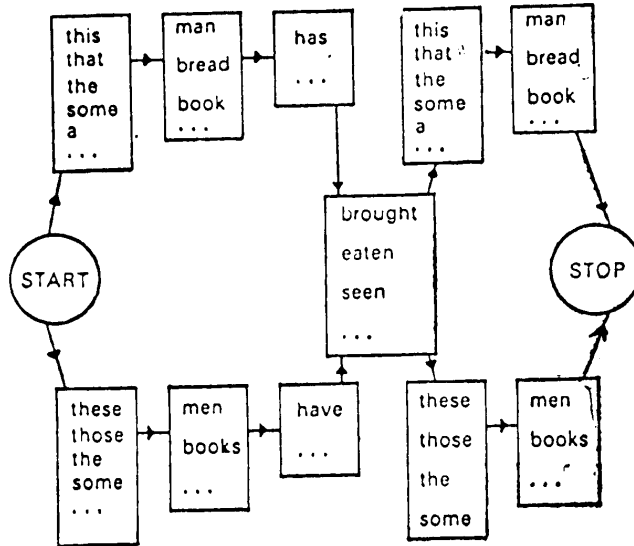 this
that
the
some
a
...
man
bread
book
...
has
...
this
that
the
some
a
...
man
bread
book
...
brought
eaten
seen
...
START
STOP
these
those
the
some
...
men
books
...
have
...
these
those
the
some
men
books
...